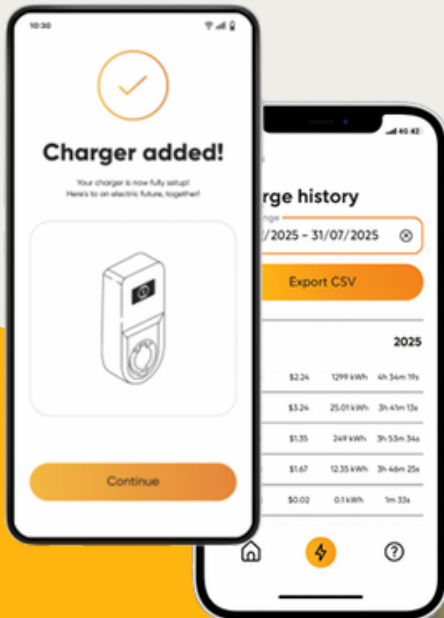 10:30
Charger added!
Your charger is now fully setup!
Here's to an electric future, together!
Continue
4G 42
rge history
nge
/2025 - 31/07/2025
Export CSV
2025
$2.24 1299 kWh 4h 34m 19s
$3.24 25.01 kWh 3h 41m 13s
$1.35 249 kWh 3h 53m 34s
$1.67 12.35 kWh 3h 46m 25s
$0.02 0.1 kWh 1m 33s